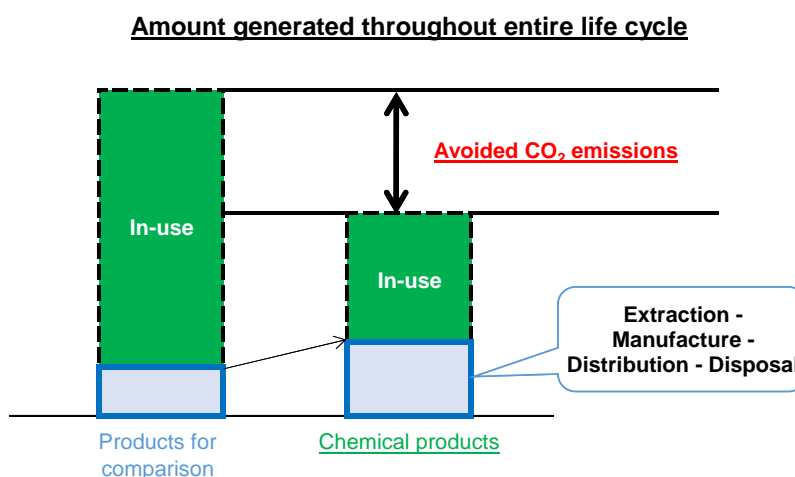 Amount generated throughout entire life cycle
Avoided CO₂ emissions
In-use
In-use
Extraction -
Manufacture -
Distribution - Disposal
Products for
comparison
Chemical products